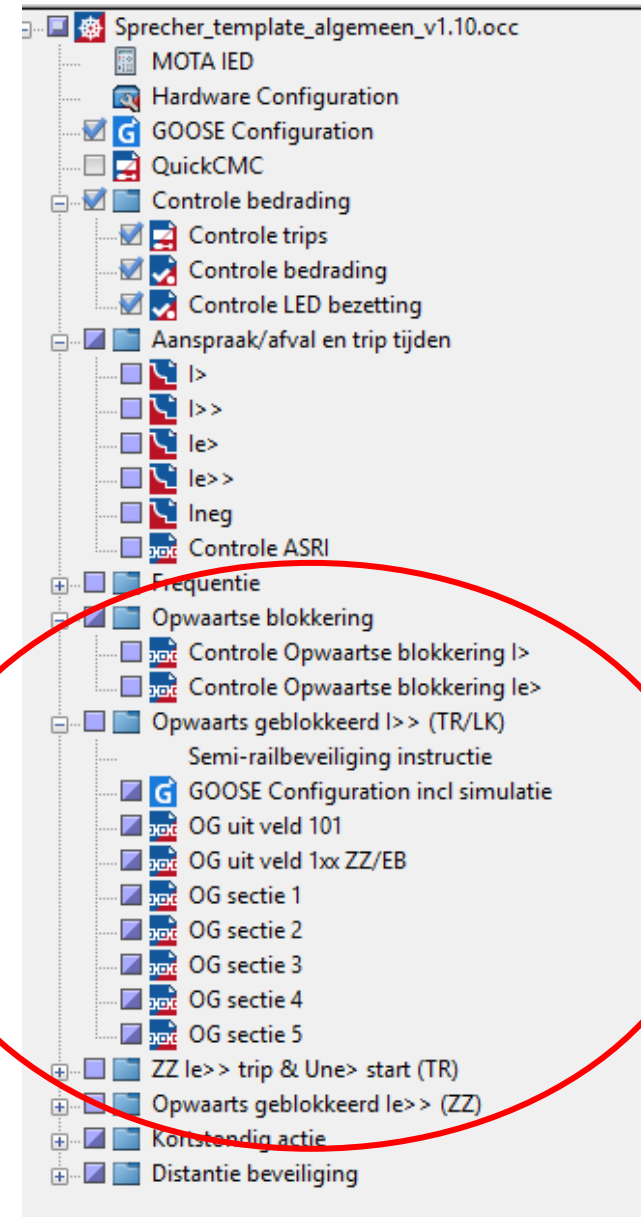 Sprecher_template_algemeen_v1.10.occ
MOTA IED
Hardware Configuration
GOOSE Configuration
QuickCMC
Controle bedrading
Controle trips
Controle bedrading
Controle LED bezetting
Aanspraak/afval en trip tijden
I>
I>>
Ie>
Ie>>
Ineg
Controle ASRI
Frequentie
Opwaartse blokkering
Controle Opwaartse blokkering I>
Controle Opwaartse blokkering Ie>
Opwaarts geblokkeerd I>> (TR/LK)
Semi-railbeveiliging instructie
GOOSE Configuration incl simulatie
OG uit veld 101
OG uit veld 1xx ZZ/EB
OG sectie 1
OG sectie 2
OG sectie 3
OG sectie 4
OG sectie 5
ZZ Ie>> trip & Une> start (TR)
Opwaarts geblokkeerd Ie>> (ZZ)
Kortstondig actie
Distantie beveiliging